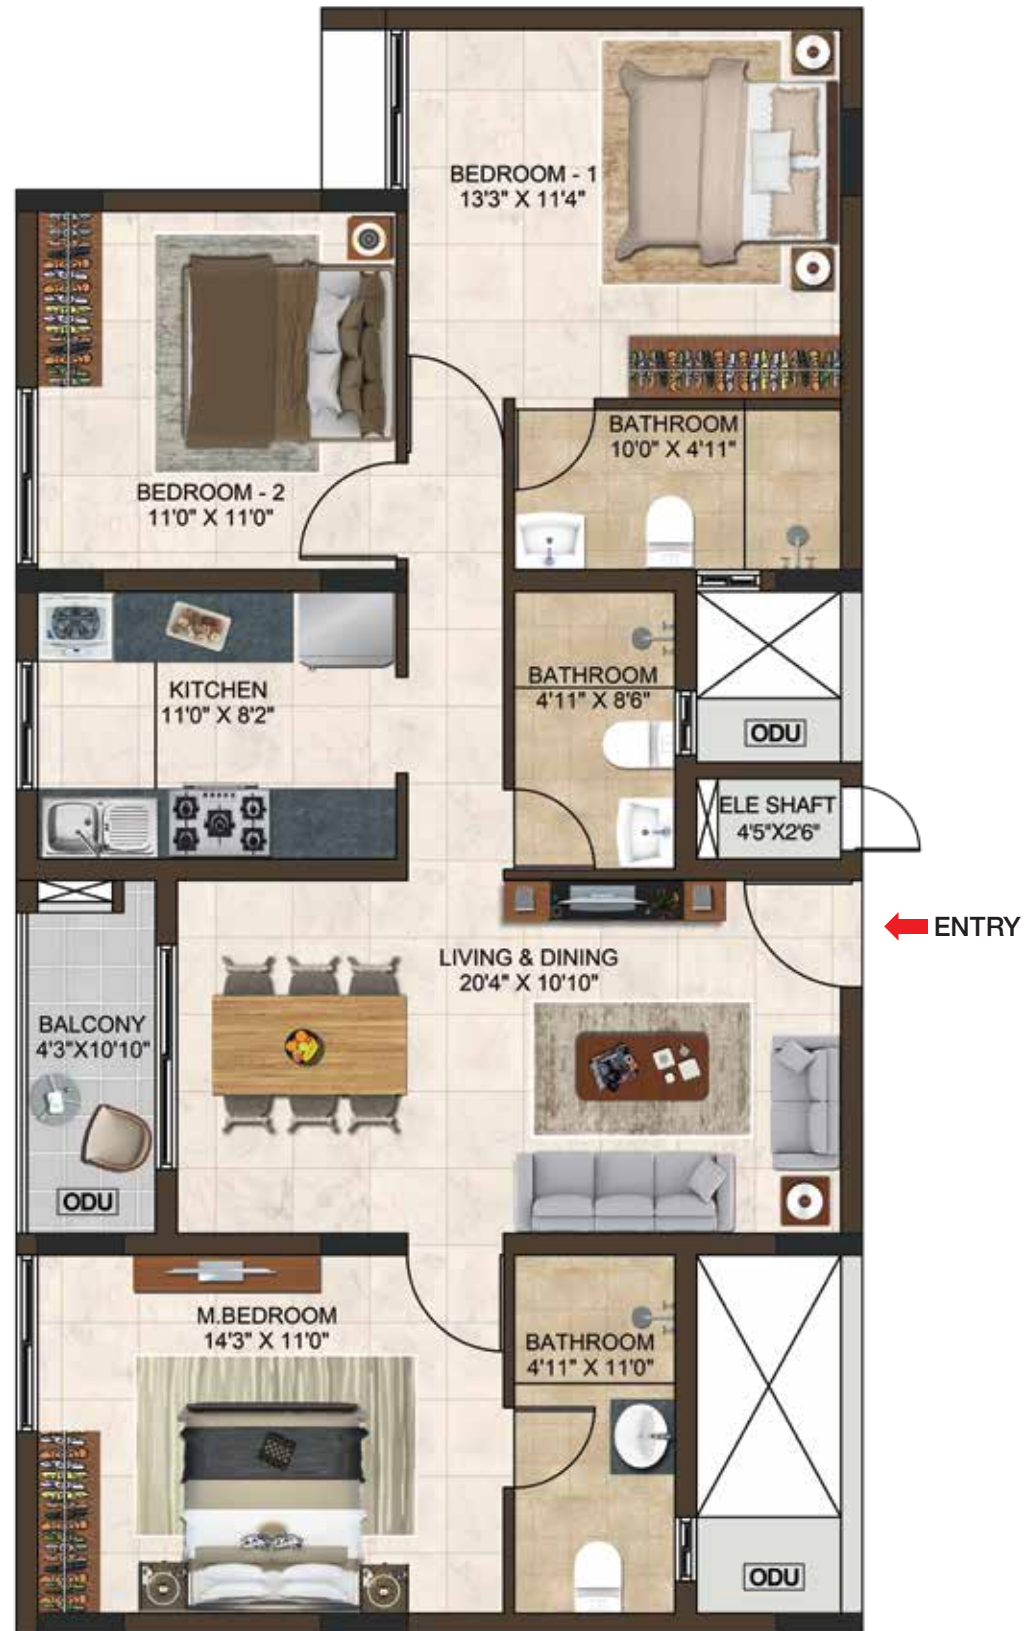 BEDROOM - 1
13'3" X 11'4"
BEDROOM - 2
11'0" X 11'0"
BATHROOM
10'0" X 4'11"
KITCHEN
11'0" X 8'2"
BATHROOM
4'11" X 8'6"
ODU
ELE SHAFT
4'5"X2'6"
ENTRY
LIVING & DINING
20'4" X 10'10"
BALCONY
4'3"X10'10"
ODU
M.BEDROOM
14'3" X 11'0"
BATHROOM
4'11" X 11'0"
ODU